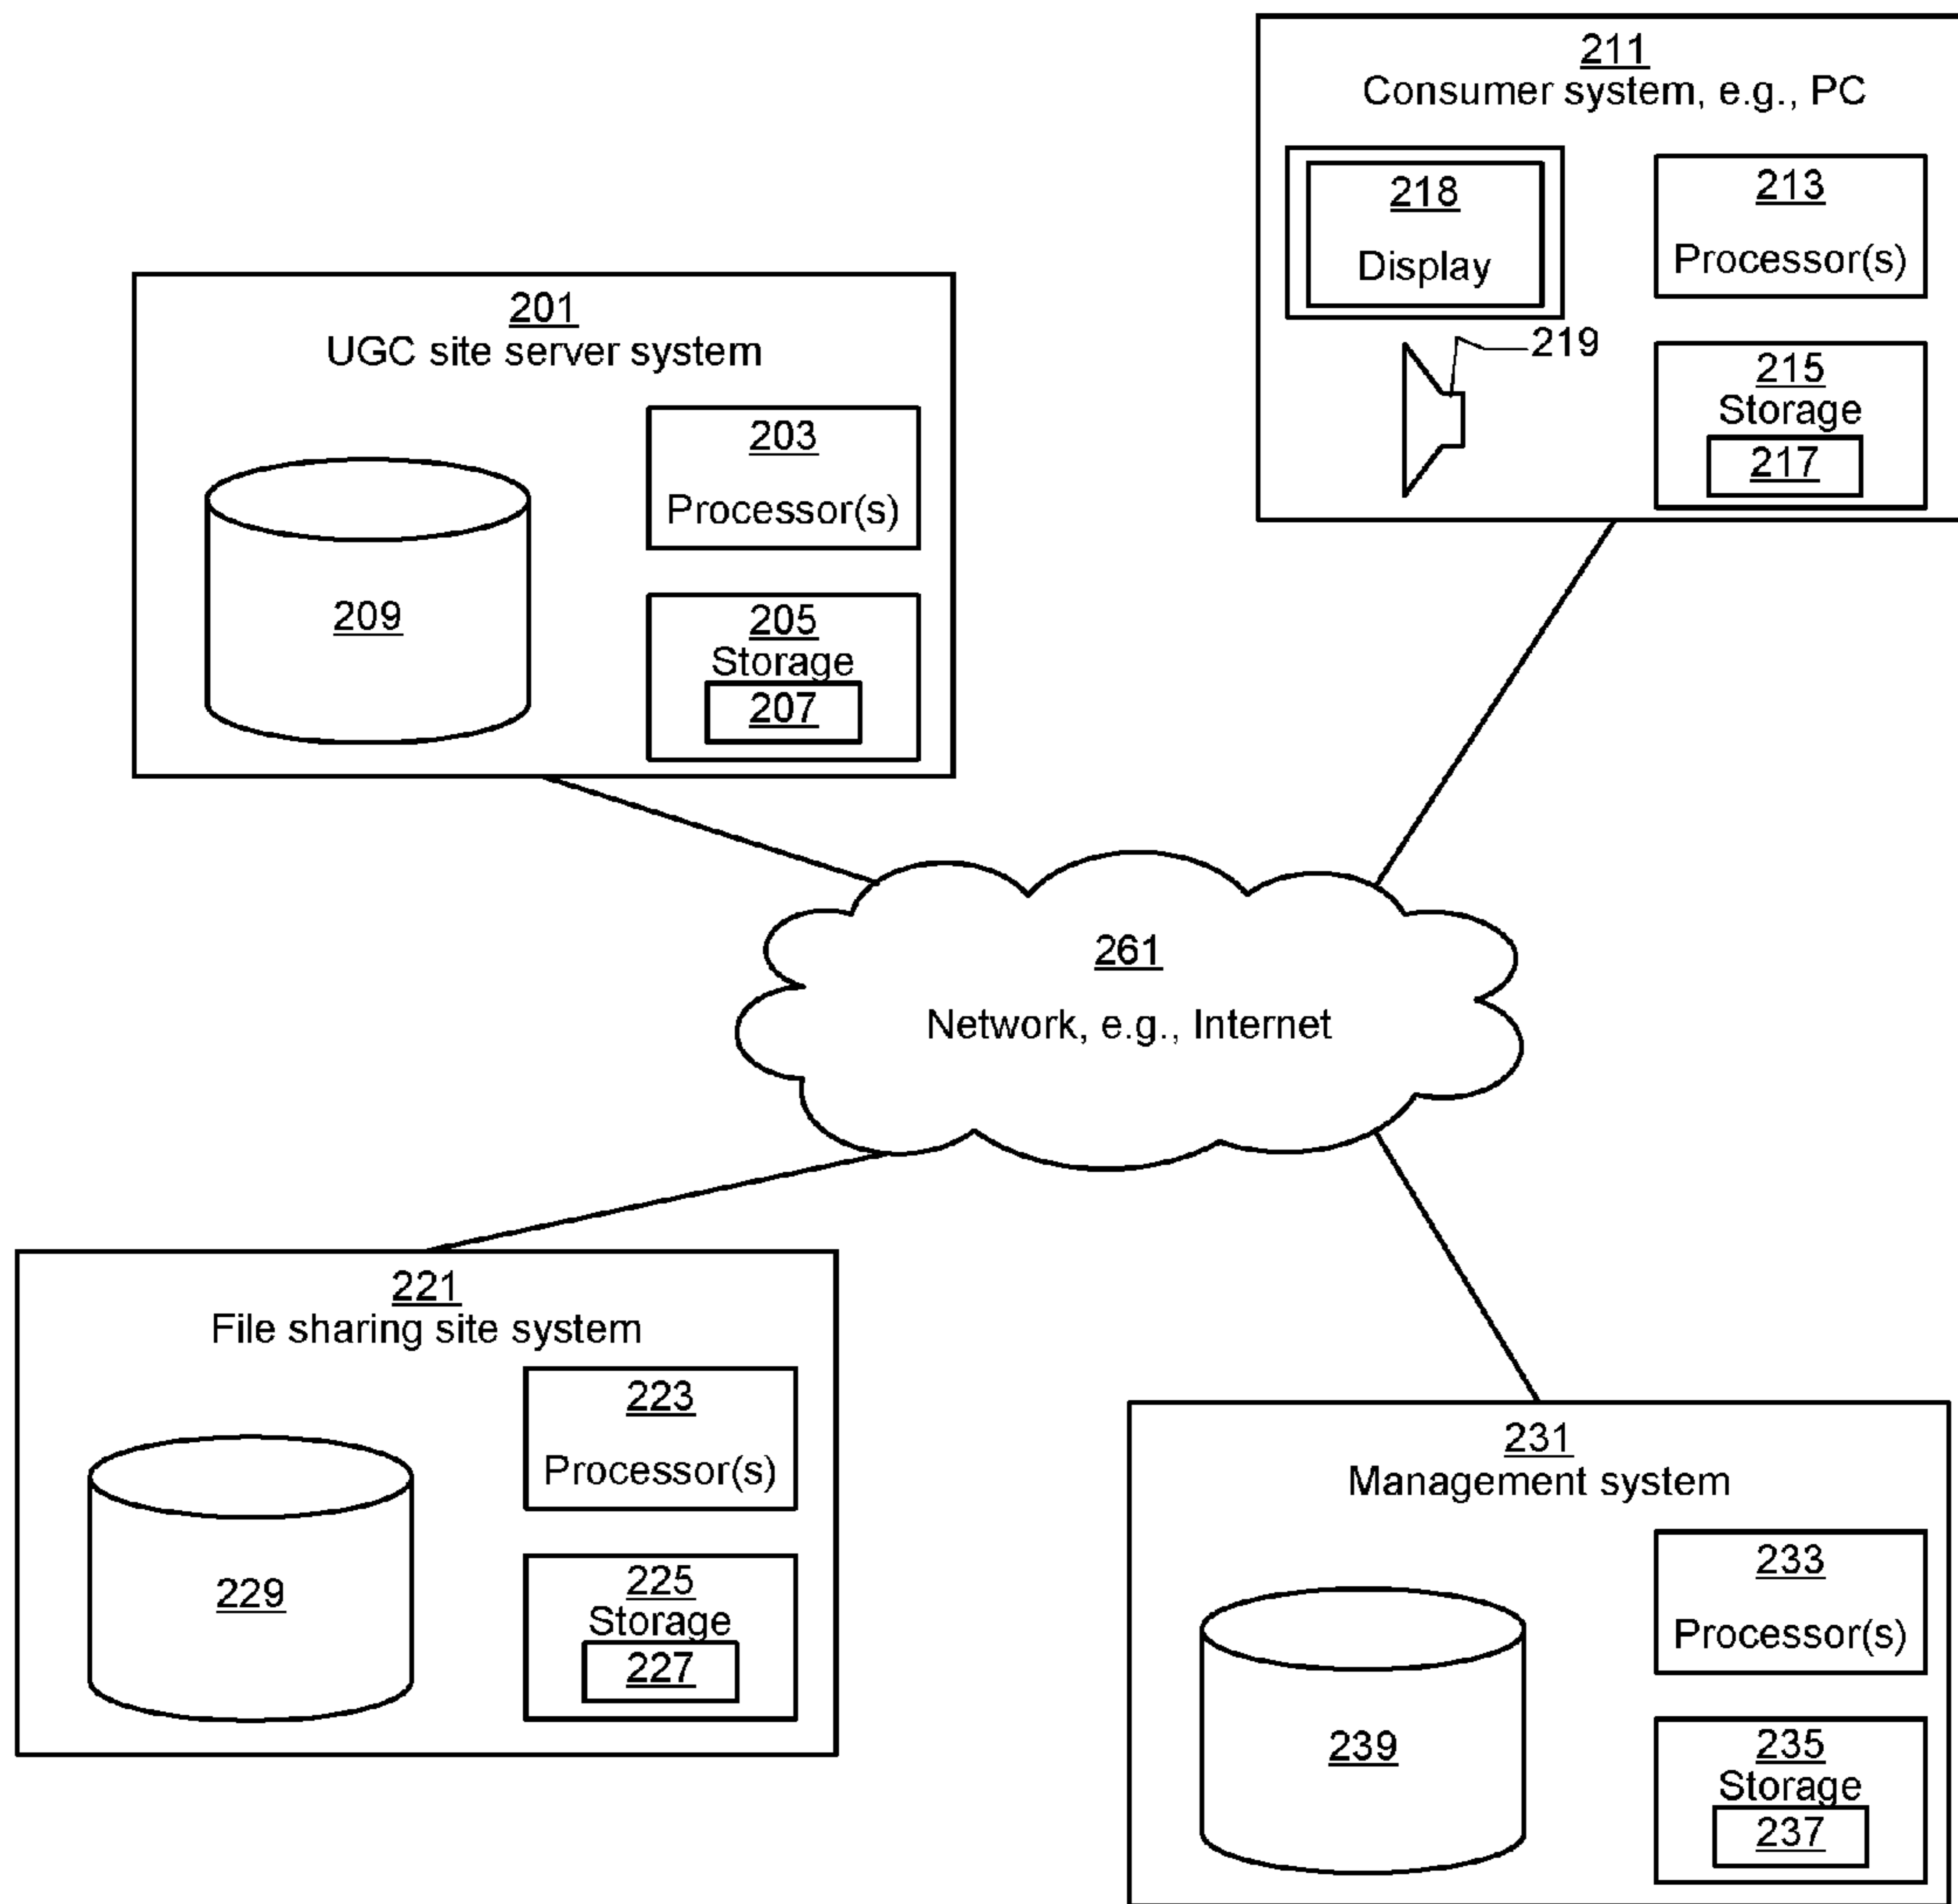 211
Consumer system, e.g., PC
218
Display
213
Processor(s)
219
215
Storage
217
201
UGC site server system
203
Processor(s)
209
205
Storage
207
261
Network, e.g., Internet
221
File sharing site system
223
Processor(s)
229
225
Storage
227
231
Management system
233
Processor(s)
239
235
Storage
237